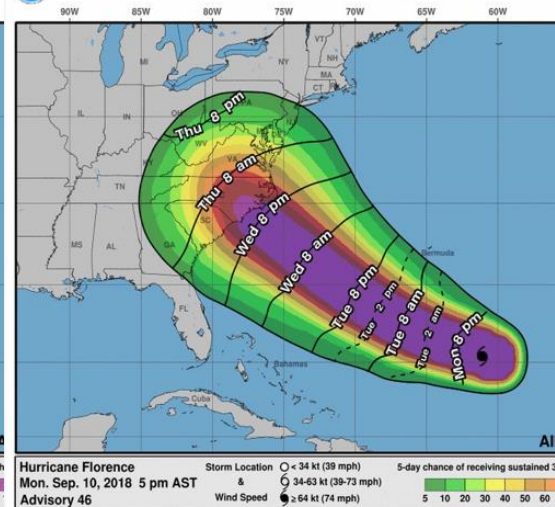 90W 85W 80W 75W 70W 65W 60W
VT
NH
MI
NY
MA
CT
IL
IN
WV
VA
TN
SC
MS
AL
GA
FL
Thu 8 pm
Thu 8 am
Wed 8 pm
Wed 8 am
Tue 8 pm
Tue 2 pm
Tue 8 am
Tue 2 am
Mon 8 pm
Bermuda
Bahamas
Cuba
Hurricane Florence
Mon. Sep. 10, 2018 5 pm AST
Advisory 46
Storm Location
&
Wind Speed
< 34 kt (39 mph)
34-63 kt (39-73 mph)
≥ 64 kt (74 mph)
5-day chance of receiving sustained 3
5 10 20 30 40 50 60